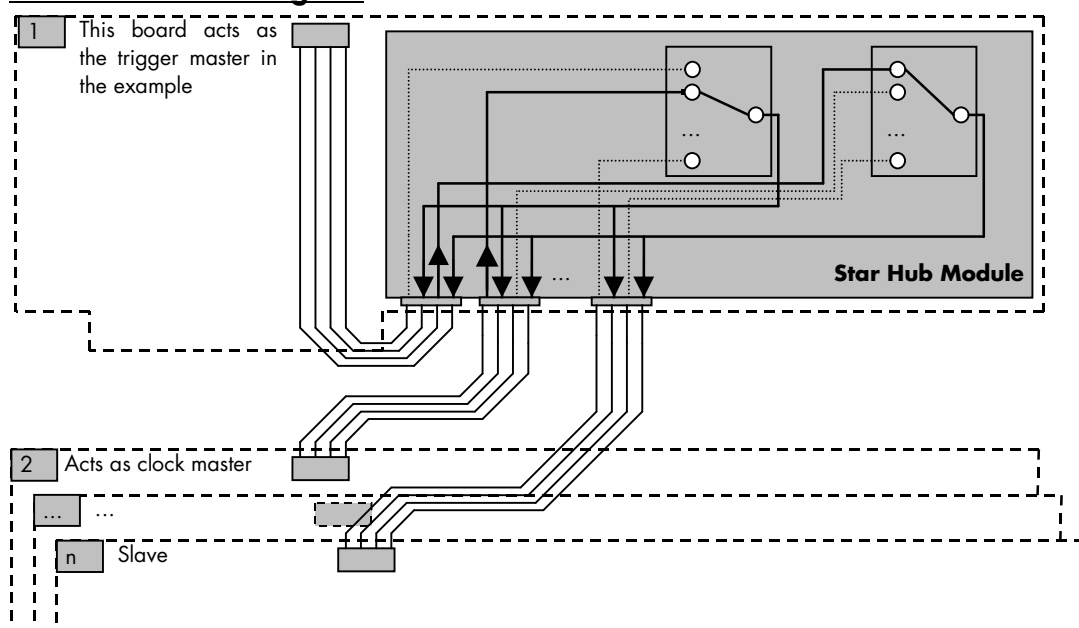 1
This board acts as
the trigger master in
the example
...
...
...
Star Hub Module
2
Acts as clock master
...
...
n
Slave